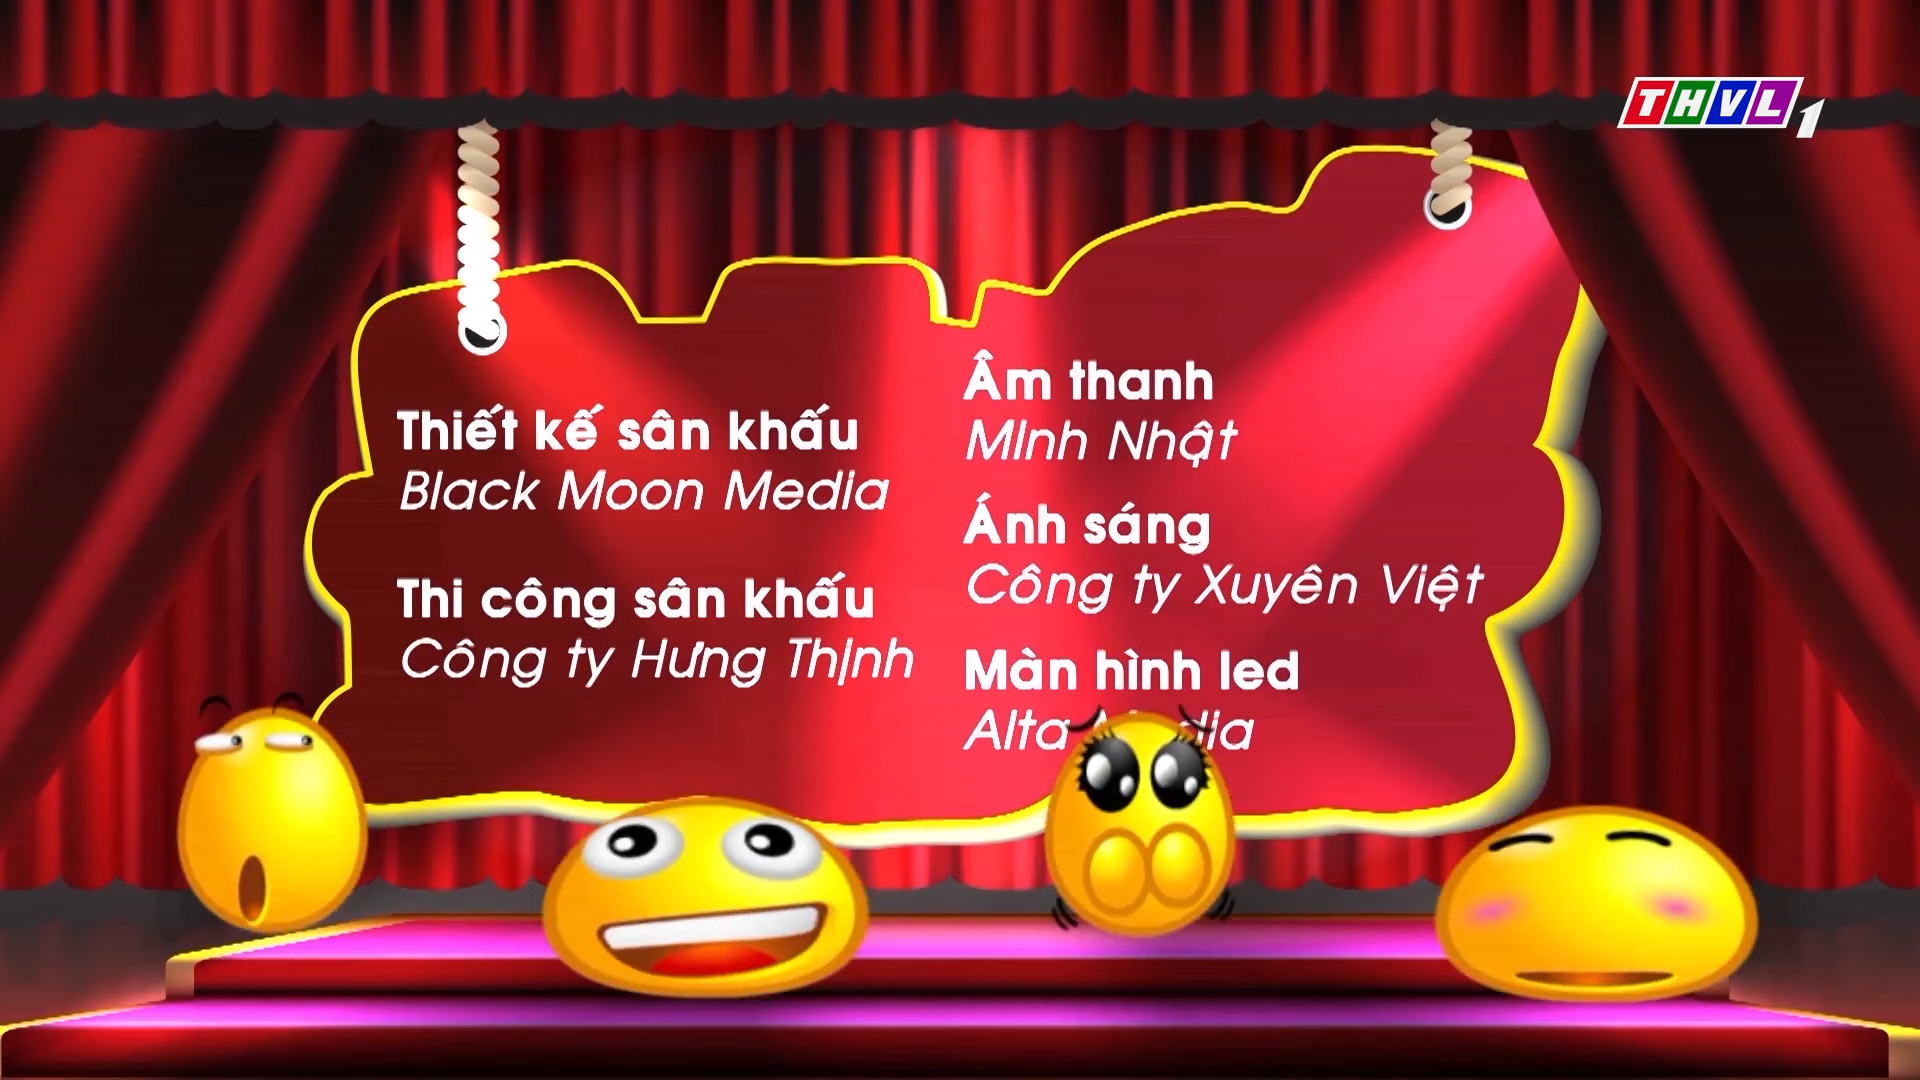 THVL1
Thiết kế sân khấu
Black Moon Media
Thi công sân khấu
Công ty Hưng Thịnh
Âm thanh
MInh Nhật
Ánh sáng
Công ty Xuyên Việt
Màn hình led
Alta